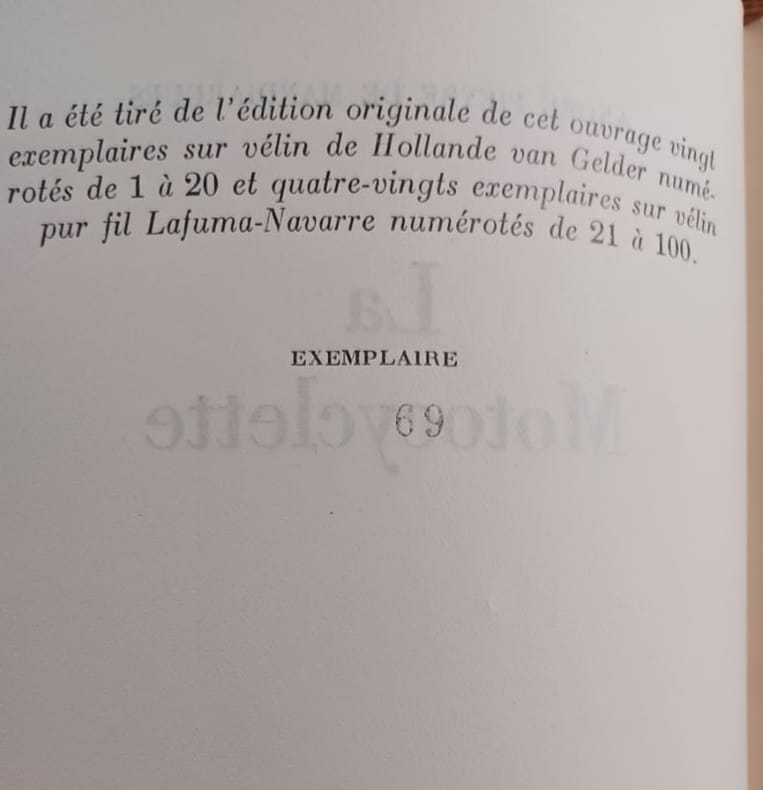 Il a été tiré de l'édition originale de cet ouvrage vingt
exemplaires sur vélin de Hollande van Gelder numé-
rotés de 1 à 20 et quatre-vingts exemplaires sur vélin
pur fil Lafuma-Navarre numérotés de 21 à 100.
La
EXEMPLAIRE
Motocyclette
69